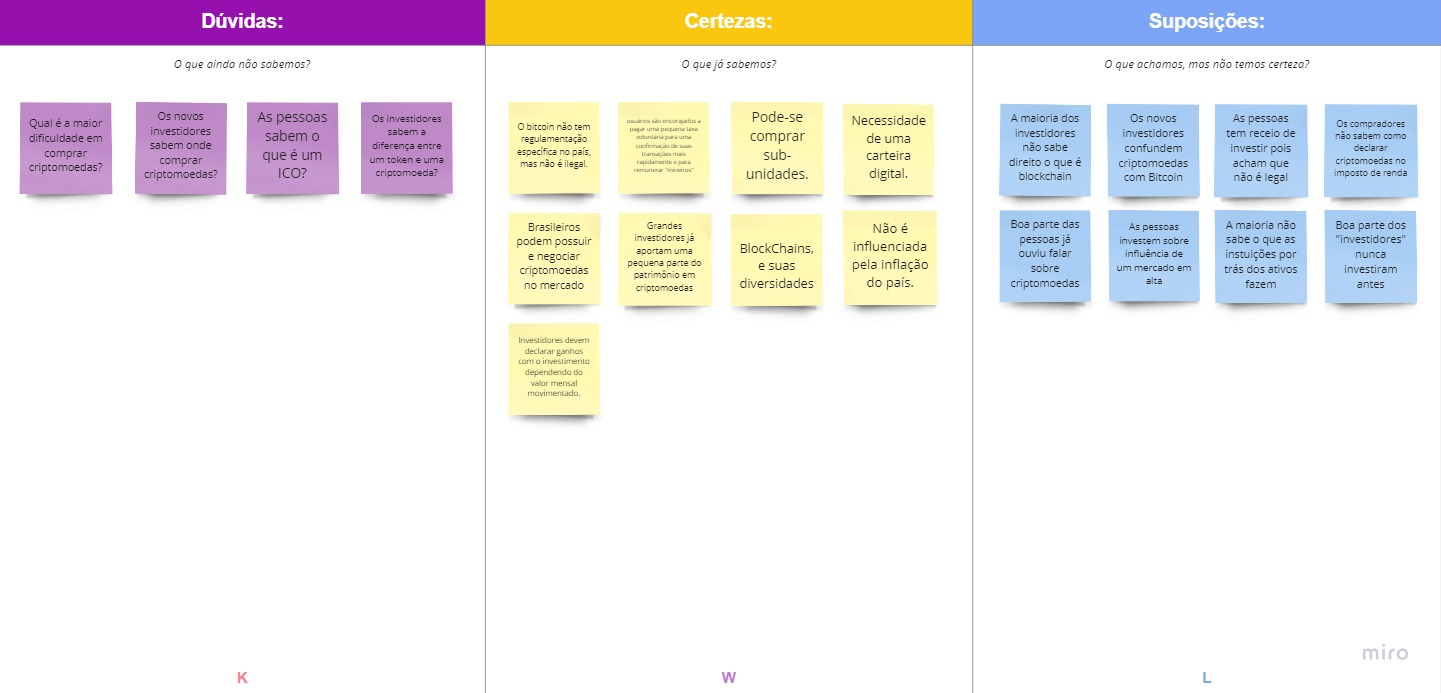 Dúvidas:
O que ainda não sabemos?
Qual é a maior
dificuldade em
comprar
criptomoedas?
Os novos
investidores
sabem onde
comprar
criptomoedas?
As pessoas
sabem o
que é um
ICO?
Os investidores
sabem a
diferença entre
um token e uma
criptomoeda?
K
Certezas:
O que já sabemos?
O bitcoin não tem
regulamentação
específica no país,
mas não é ilegal.
usuários são encorajados a
pagar uma pequena taxa
voluntária para uma
confirmação de suas
transações mais
rapidamente e para
remunerar "mineiros"
Pode-se
comprar
sub-
unidades.
Necessidade
de uma
carteira
digital.
Brasileiros
podem possuir
e negociar
criptomoedas
no mercado
Grandes
investidores já
aportam uma
pequena parte do
patrimônio em
criptomoedas
BlockChains,
e suas
diversidades
Não é
influenciada
pela inflação
do país.
Investidores devem
declarar ganhos
com o investimento
dependendo do
valor mensal
movimentado.
W
Suposições:
O que achamos, mas não temos certeza?
A maioria dos
investidores
não sabe
direito o que é
blockchain
Os novos
investidores
confundem
criptomoedas
com Bitcoin
As pessoas
tem receio de
investir pois
acham que
não é legal
Os compradores
não sabem como
declarar
criptomoedas no
imposto de renda
Boa parte das
pessoas já
ouviu falar
sobre
criptomoedas
As pessoas
investem sobre
influência de
um mercado em
alta
A maioria não
sabe o que as
instuições por
trás dos ativos
fazem
Boa parte dos
"investidores"
nunca
investiram
antes
L
miro